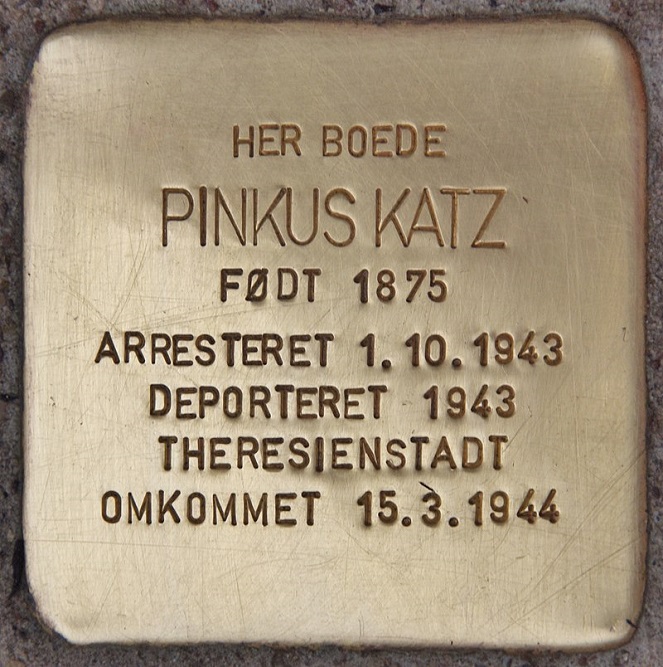 HER BOEDE
PINKUS KATZ
FØDT 1875
ARRESTERET 1.10.1943
DEPORTERET 1943
THERESIENSTADT
OMKOMMET 15.3.1944